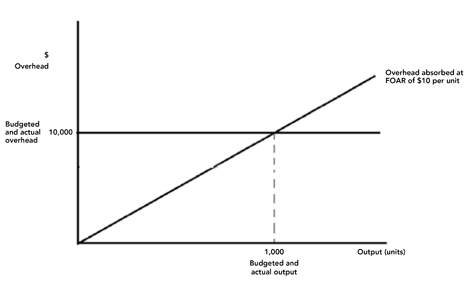 $
Overhead
Overhead absorbed at
FOAR of $10 per unit
Budgeted
and actual
overhead
10,000
1,000
Output (units)
Budgeted and
actual output